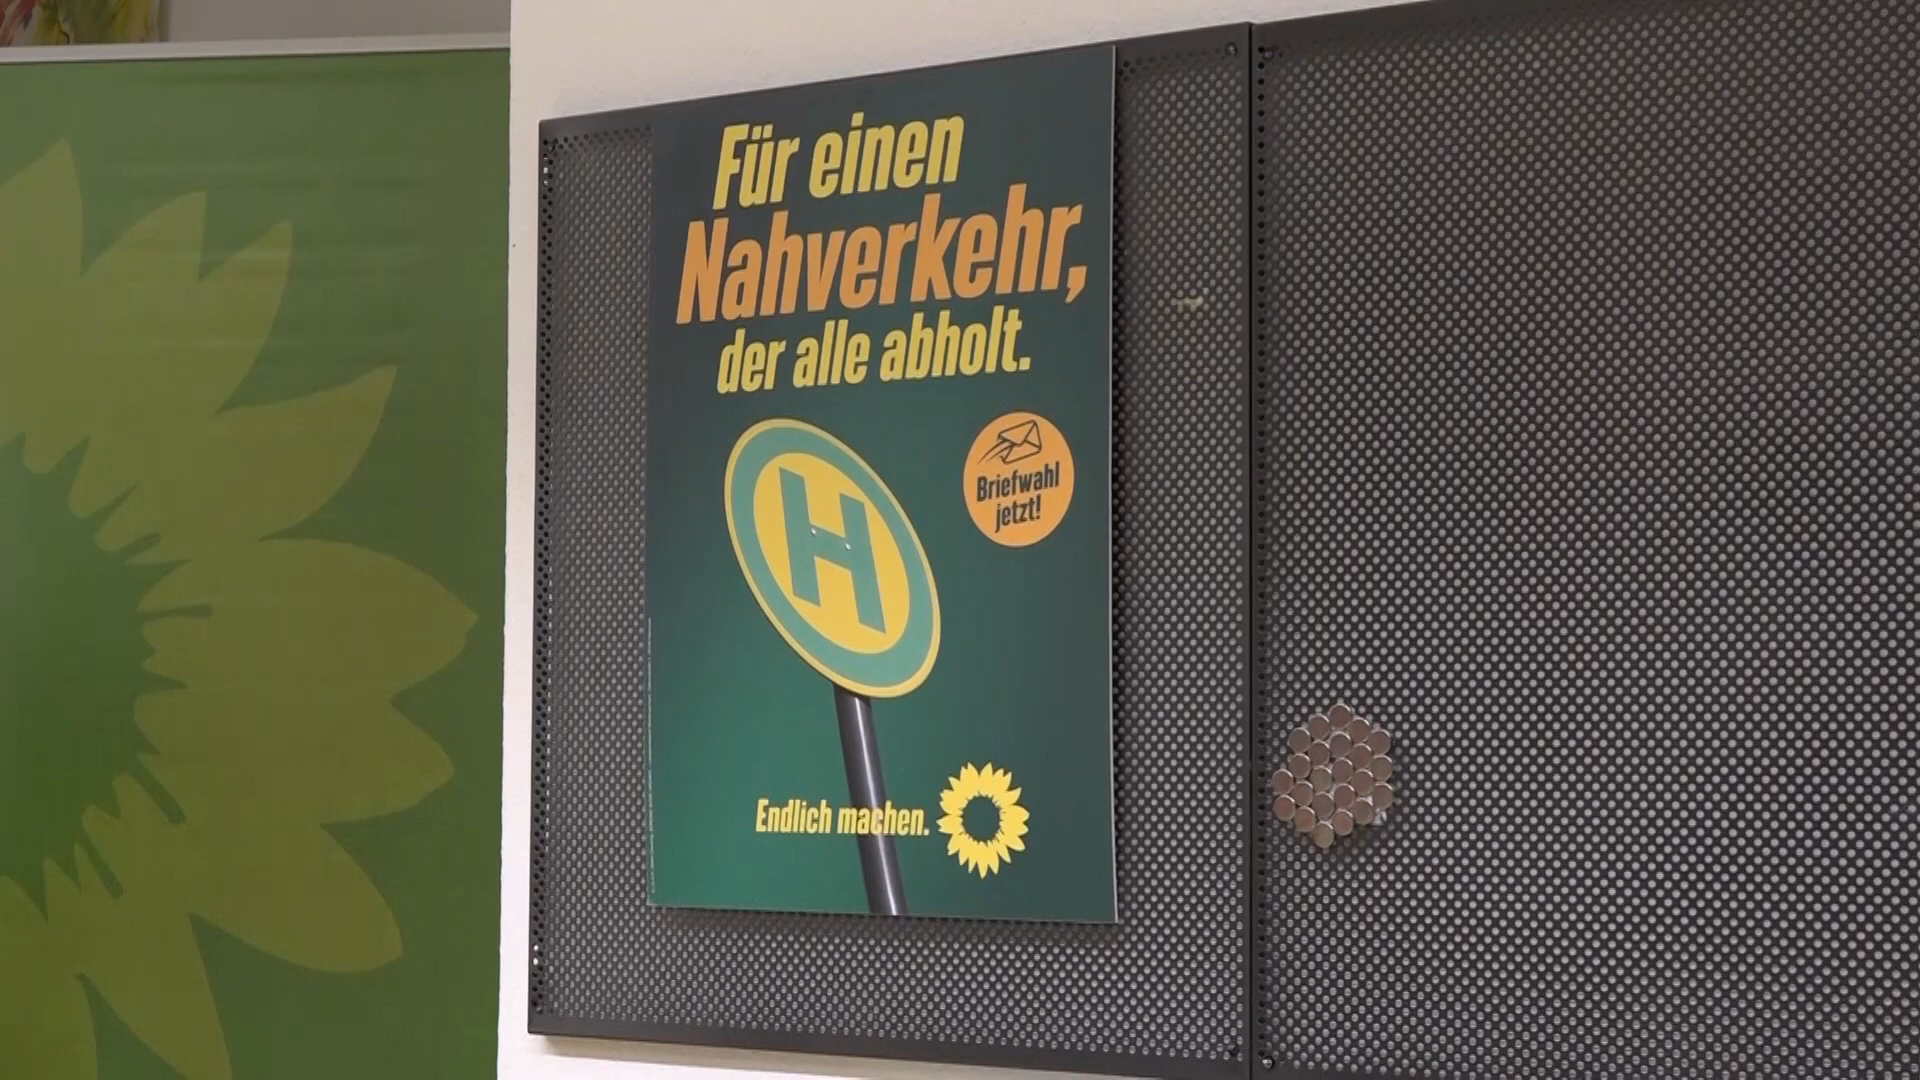 Für einen
Nahverkehr,
der alle abholt.
H
Briefwahl
jetzt!
Endlich machen.